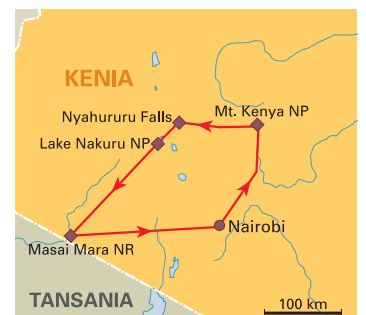 KENIA
Nyahururu Falls
Mt. Kenya NP
Lake Nakuru NP
Nairobi
Masai Mara NR
TANSANIA
100 km